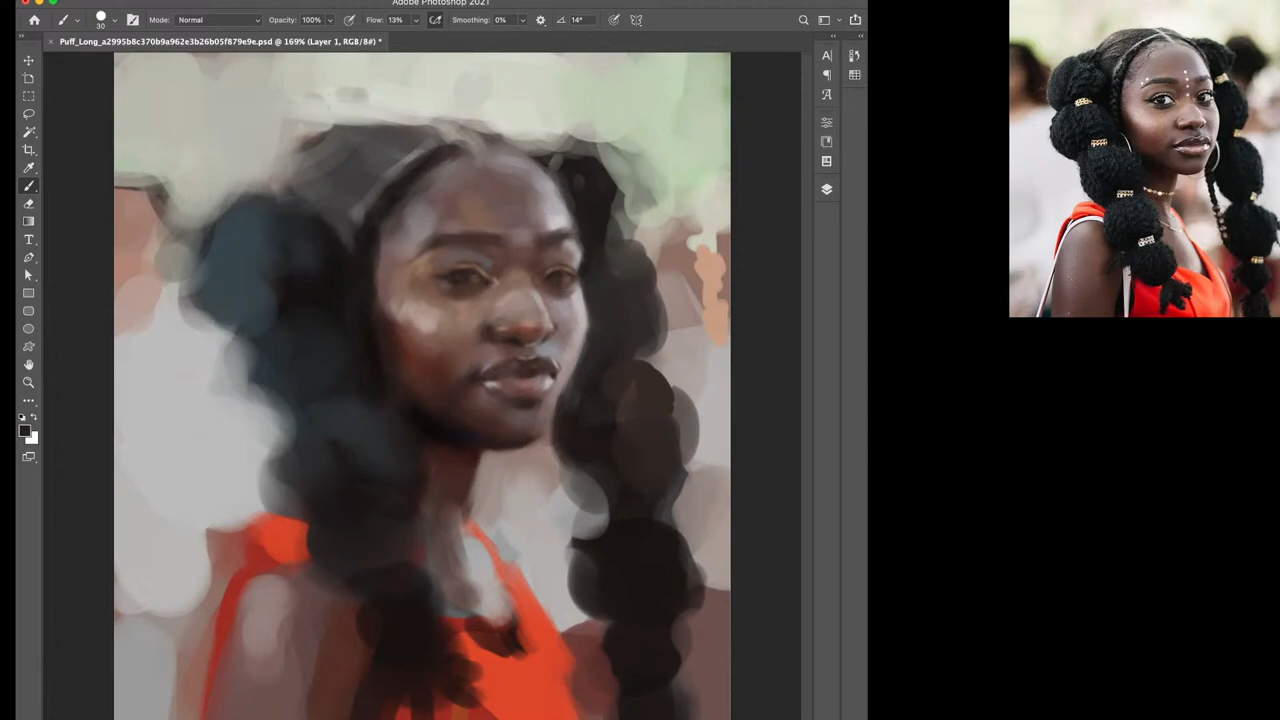 Adobe Photoshop 2021
30
Mode: Normal
Opacity: 100%
Flow: 13%
Smoothing: 0%
14°
Puff_Long_a2995b8c370b9a962e3b26b05f879e9e.psd @ 169% (Layer 1, RGB/8#) *